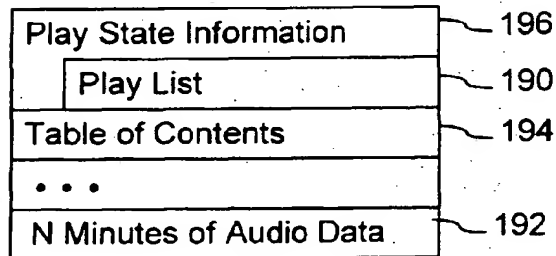 Play State Information 196
Play List 190
Table of Contents 194
• • •
N Minutes of Audio Data 192